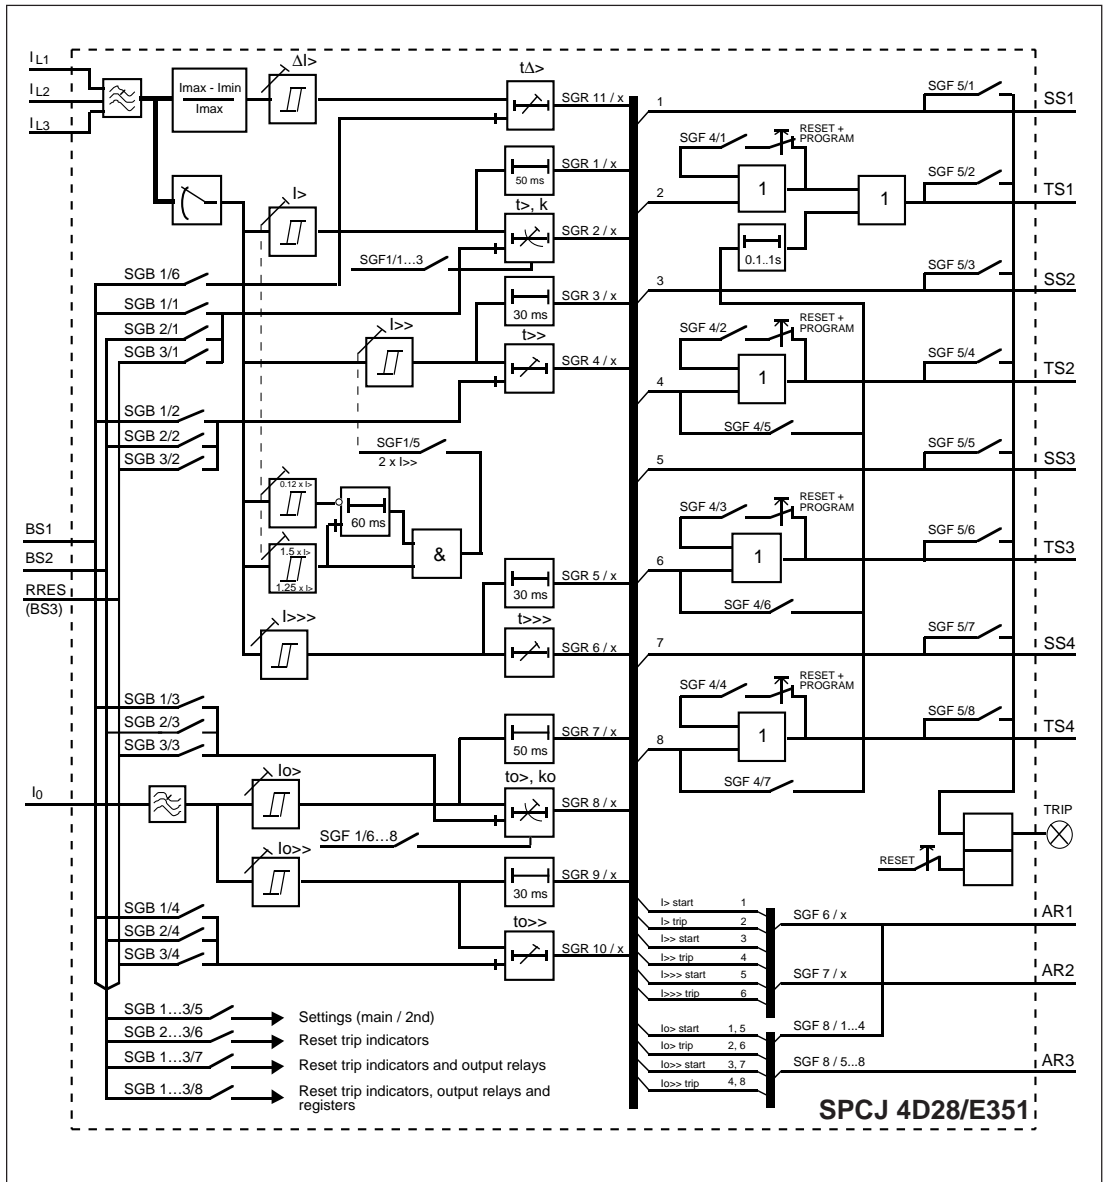 I L1
I L2
I L3
Imax - Imin
Imax
ΔI>
t∆>
SGR 11 / x
50 ms
SGR 1 / x
I>
t>, k
SGF1/1...3
SGR 2 / x
30 ms
SGR 3 / x
I>>
t>>
SGR 4 / x
SGB 1/6
SGB 1/1
SGB 2/1
SGB 3/1
SGB 1/2
SGB 2/2
SGB 3/2
SGF1/5
2 x I>>
0.12 x I>
60 ms
1.5 x I>
1.25 x I>
&
BS1
BS2
RRES
(BS3)
30 ms
SGR 5 / x
I>>>
t>>>
SGR 6 / x
SGB 1/3
SGB 2/3
SGB 3/3
50 ms
SGR 7 / x
I0
Io>
to>, ko
SGR 8 / x
SGF 1/6...8
Io>>
30 ms
SGR 9 / x
SGB 1/4
SGB 2/4
SGB 3/4
to>>
SGR 10 / x
SGB 1...3/5
Settings (main / 2nd)
SGB 2...3/6
Reset trip indicators
SGB 1...3/7
Reset trip indicators and output relays
SGB 1...3/8
Reset trip indicators, output relays and
registers
1
SGF 5/1
SS1
SGF 4/1
RESET +
PROGRAM
2
1
1
SGF 5/2
TS1
0.1..1s
3
SGF 5/3
SS2
SGF 4/2
RESET +
PROGRAM
4
1
SGF 5/4
TS2
SGF 4/5
5
SGF 5/5
SS3
SGF 4/3
RESET +
PROGRAM
6
1
SGF 5/6
TS3
SGF 4/6
7
SGF 5/7
SS4
SGF 4/4
RESET +
PROGRAM
8
1
SGF 5/8
TS4
SGF 4/7
TRIP
RESET
I> start 1
I> trip 2
I>> start 3
I>> trip 4
I>>> start 5
I>>> trip 6
SGF 6 / x
AR1
SGF 7 / x
AR2
Io> start 1, 5
Io> trip 2, 6
Io>> start 3, 7
Io>> trip 4, 8
SGF 8 / 1...4
SGF 8 / 5...8
AR3
SPCJ 4D28/E351